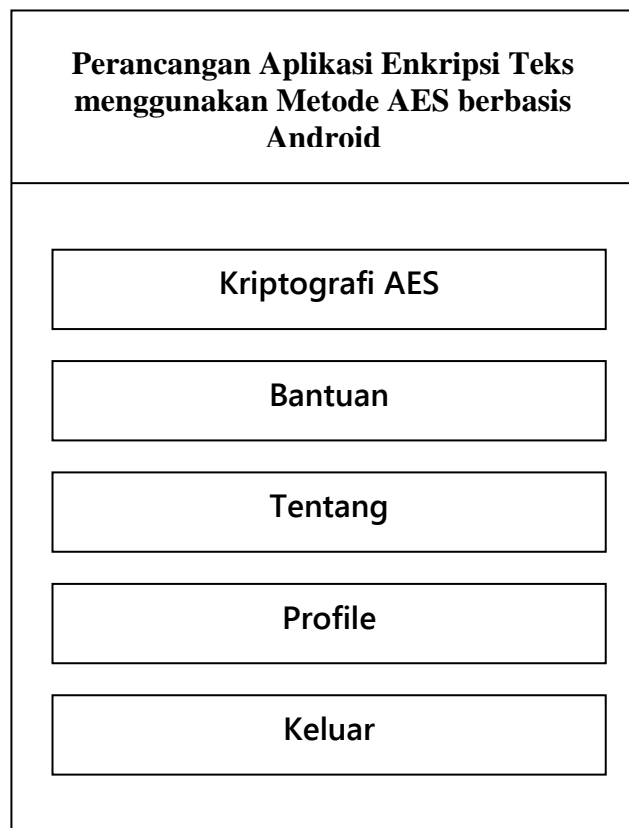 Perancangan Aplikasi Enkripsi Teks
menggunakan Metode AES berbasis
Android
Kriptografi AES
Bantuan
Tentang
Profile
Keluar